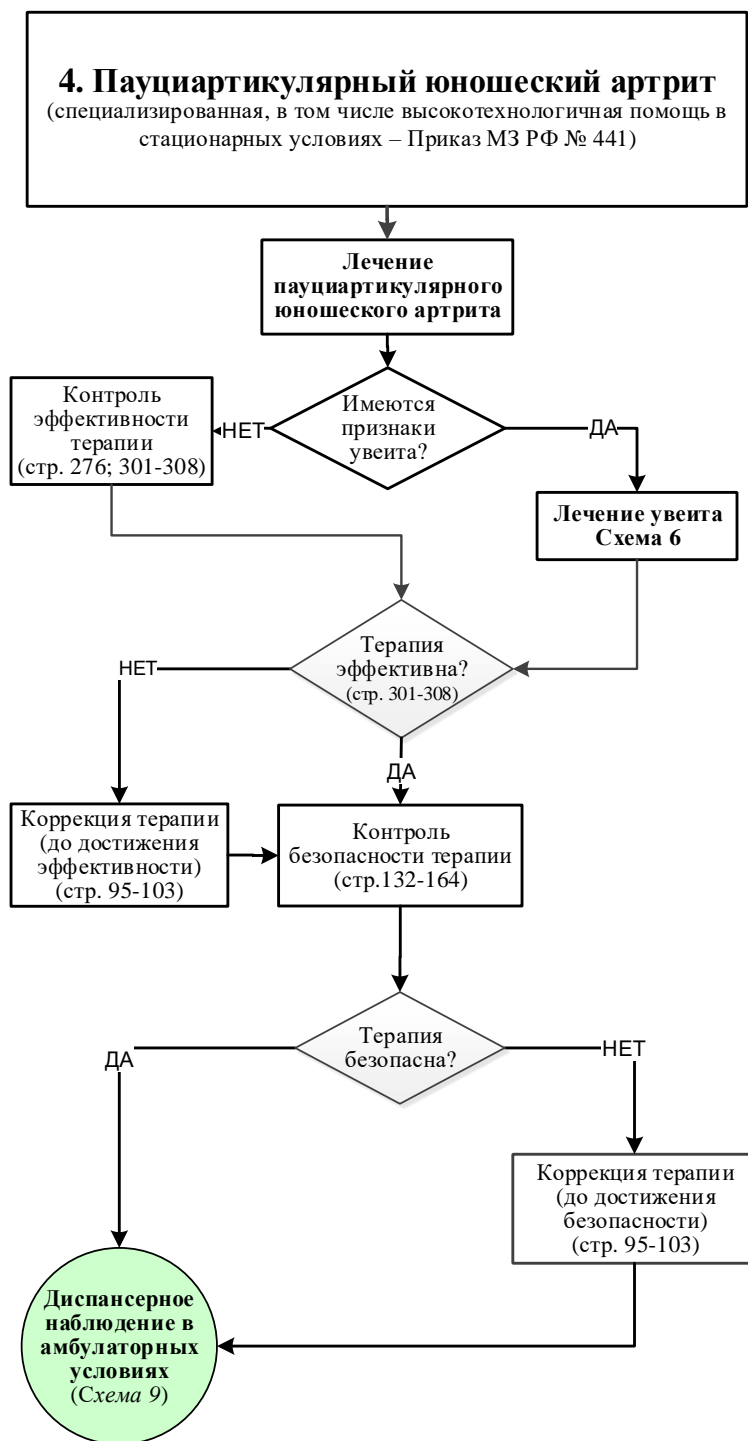 4. Пауциартикулярный юношеский артрит
(специализированная, в том числе высокотехнологичная помощь в
стационарных условиях – Приказ МЗ РФ № 441)
Лечение
пауциартикулярного
юношеского артрита
Контроль
эффективности
терапии
(стр. 276; 301-308)
НЕТ
Имеются
признаки
увеита?
ДА
Лечение увеита
Схема 6
Терапия
эффективна?
(стр. 301-308)
НЕТ
ДА
Коррекция терапии
(до достижения
эффективности)
(стр. 95-103)
Контроль
безопасности терапии
(стр.132-164)
Терапия
безопасна?
ДА
НЕТ
Коррекция терапии
(до достижения
безопасности)
(стр. 95-103)
Диспансерное
наблюдение в
амбулаторных
условиях
(Схема 9)